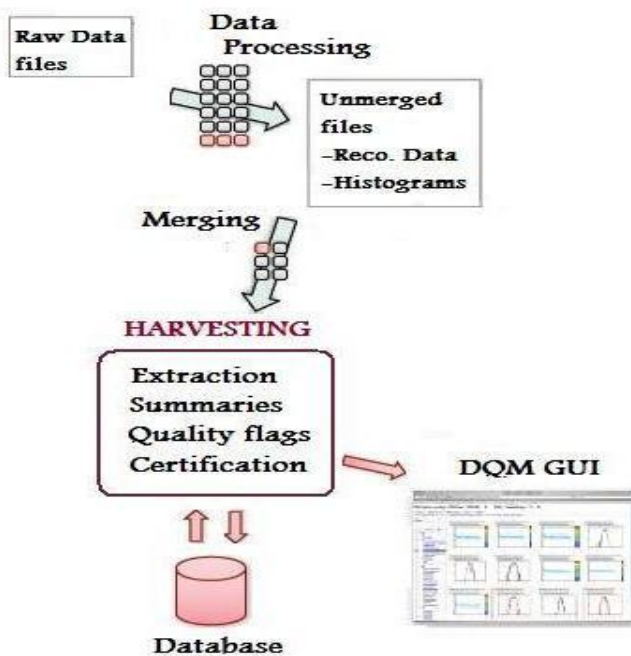 Raw Data
files
Data
Processing
Unmerged
files
-Reco. Data
-Histograms
Merging
HARVESTING
Extraction
Summaries
Quality flags
Certification
DQM GUI
Database